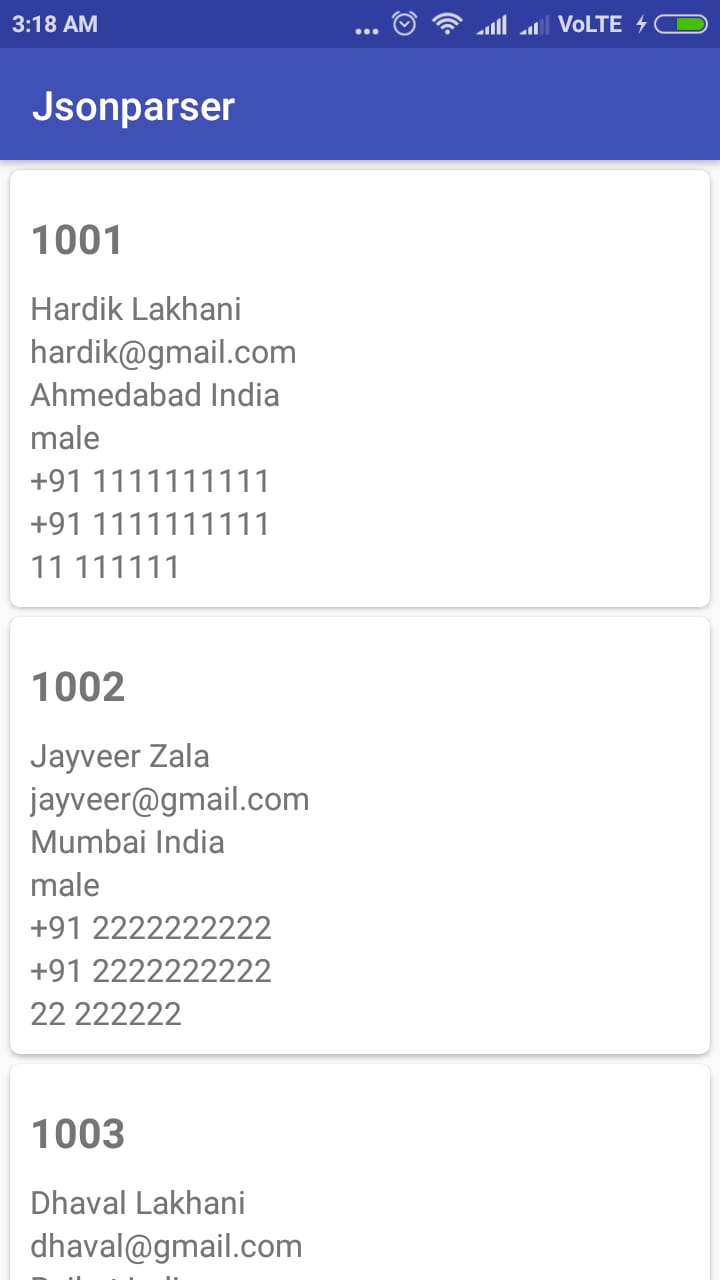 3:18 AM ... VoLTE
Jsonparser
1001
Hardik Lakhani
hardik@gmail.com
Ahmedabad India
male
+91 1111111111
+91 1111111111
11 111111
1002
Jayveer Zala
jayveer@gmail.com
Mumbai India
male
+91 2222222222
+91 2222222222
22 222222
1003
Dhaval Lakhani
dhaval@gmail.com